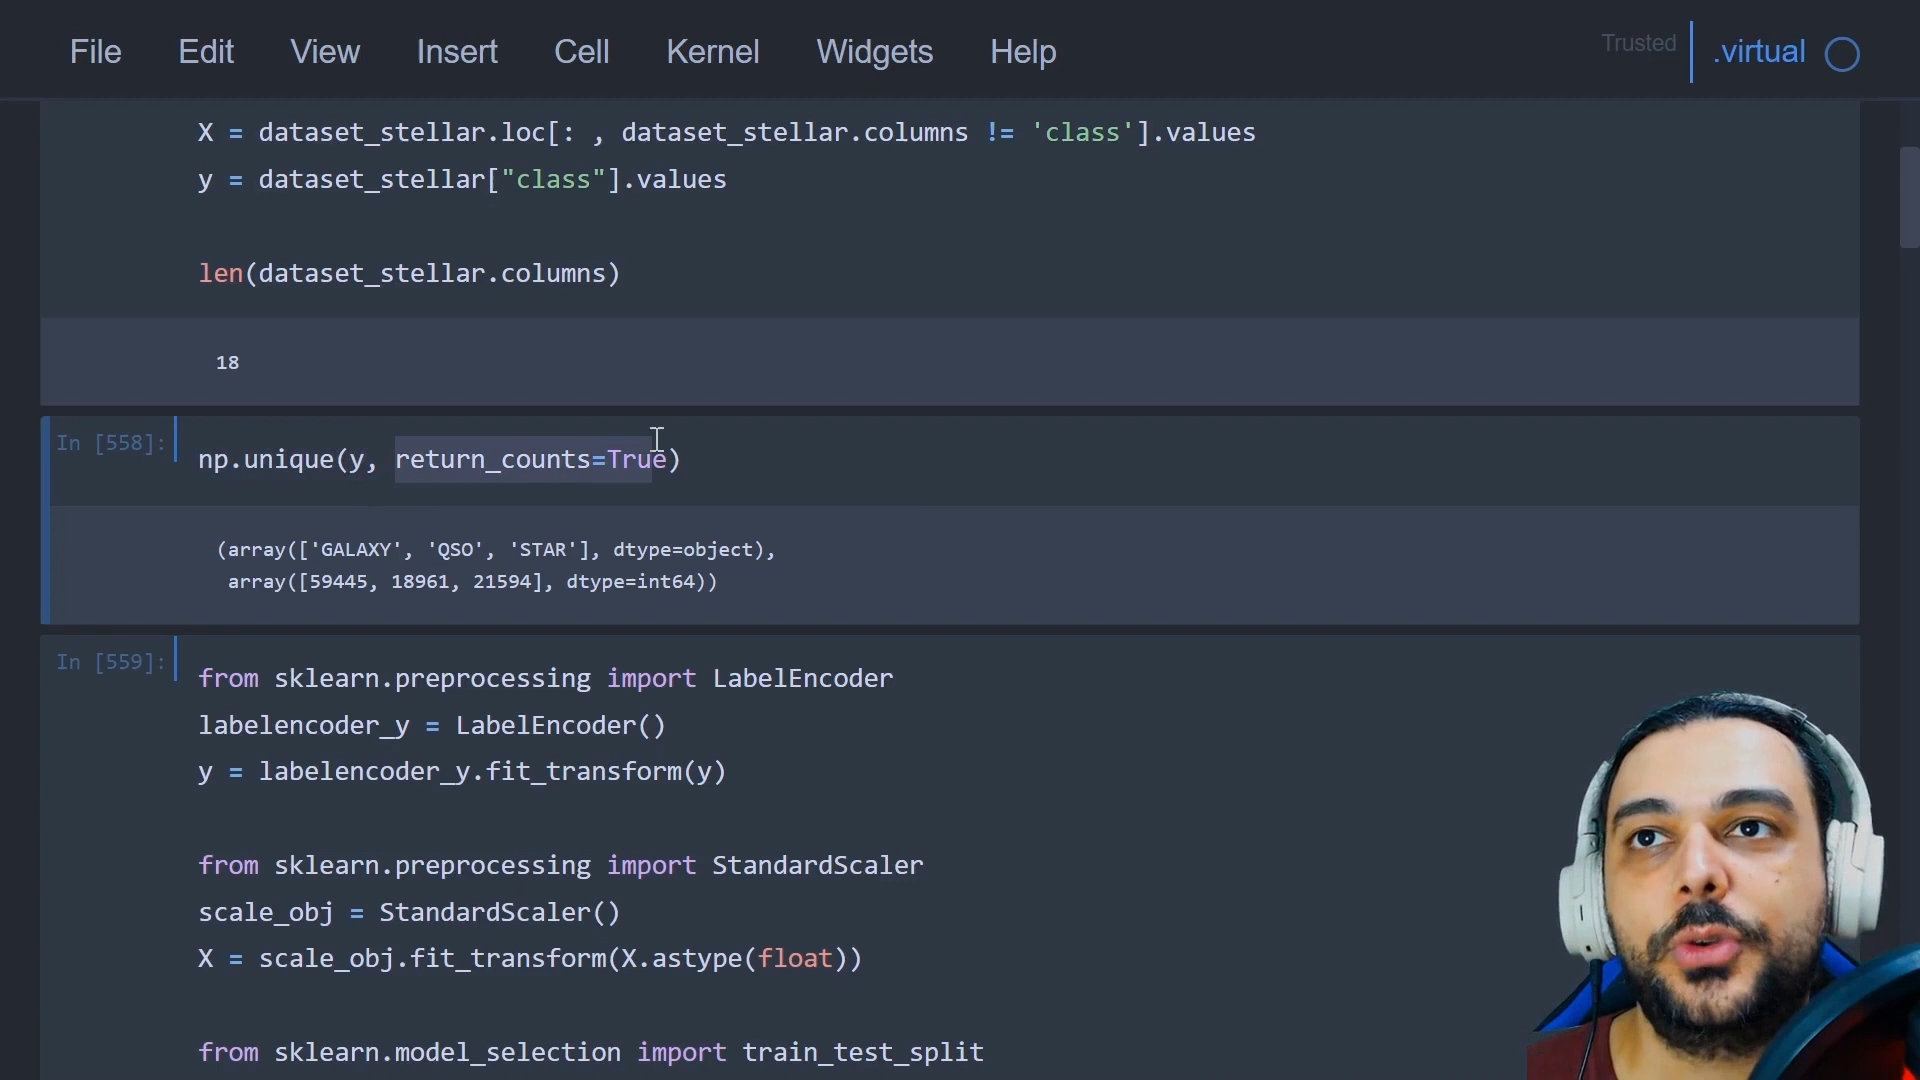 File Edit View Insert Cell Kernel Widgets Help Trusted .virtual
X = dataset_stellar.loc[: , dataset_stellar.columns != 'class'].values
y = dataset_stellar["class"].values
len(dataset_stellar.columns)
18
In [558]: np.unique(y, return_counts=True)
(array(['GALAXY', 'QSO', 'STAR'], dtype=object),
array([59445, 18961, 21594], dtype=int64))
In [559]: from sklearn.preprocessing import LabelEncoder
labelencoder_y = LabelEncoder()
y = labelencoder_y.fit_transform(y)
from sklearn.preprocessing import StandardScaler
scale_obj = StandardScaler()
X = scale_obj.fit_transform(X.astype(float))
from sklearn.model_selection import train_test_split